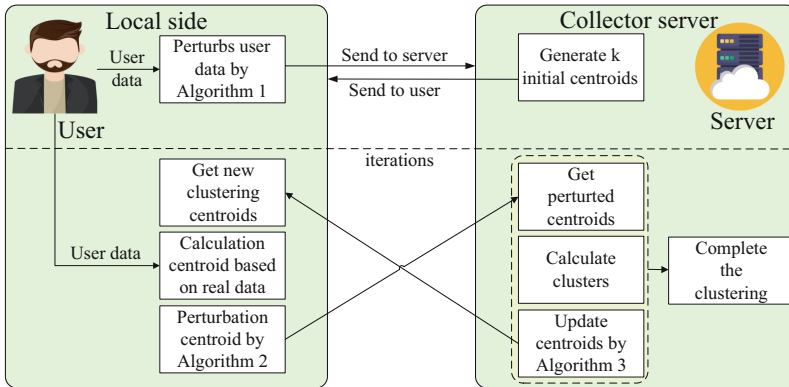 Local side
Collector server
User
data
Perturbs user
data by
Algorithm 1
Send to server
Send to user
Generate k
initial centroids
User
Server
iterations
Get new
clustering
centroids
Get
perturted
centroids
User data
Calculation
centroid based
on real data
Calculate
clusters
Complete
the
clustering
Perturbation
centroid by
Algorithm 2
Update
centroids by
Algorithm 3